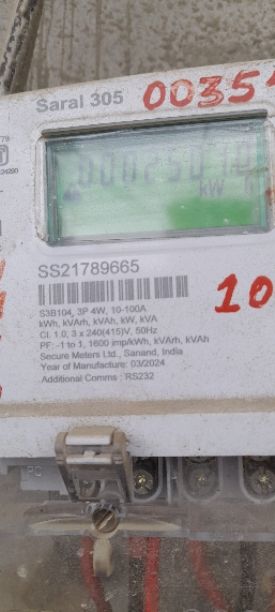 Saral 305
0035
kW
SS21789665
S3B104, 3P 4W, 10-100A
kWh, kVArh, kVAh, kW, kVA
Cl. 1.0, 3 x 240(415)V, 50Hz
PF: -1 to 1, 1600 imp/kWh, kVArh, kVAh
Secure Meters Ltd., Sanand, India
Year of Manufacture: 03/2024
Additional Comms : RS232
10